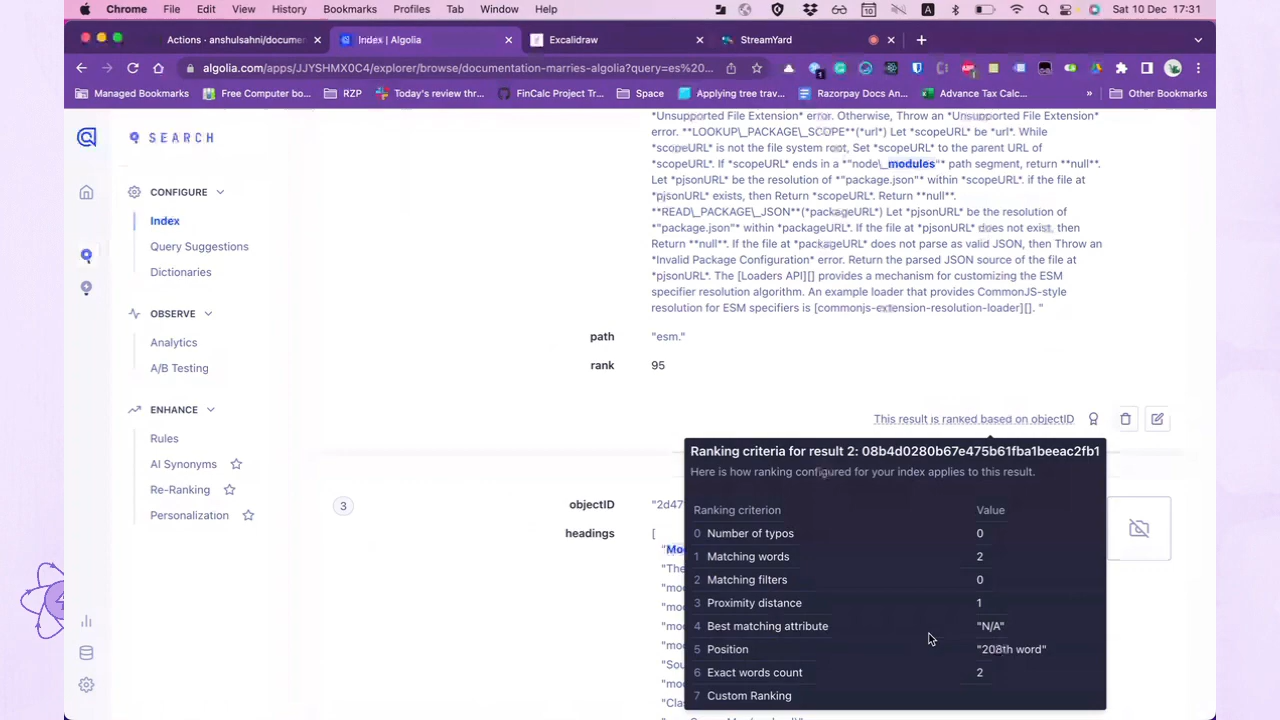 Chrome File Edit View History Bookmarks Profiles Tab Window Help A Sat 10 Dec 17:31
Actions · anshulsahni/documer × Index | Algolia × Excalidraw × StreamYard ×
algolia.com/apps/JJYSHMX0C4/explorer/browse/documentation-marries-algolia?query=es%20...
Managed Bookmarks Free Computer bo... RZP Today's review thr... FinCalc Project Tr... Space Applying tree trav... Razorpay Docs An... Advance Tax Calc... » Other Bookmarks
SEARCH
CONFIGURE
Index
Query Suggestions
Dictionaries
OBSERVE
Analytics
A/B Testing
ENHANCE
Rules
AI Synonyms
Re-Ranking
Personalization
*Unsupported File Extension* error. Otherwise, Throw an *Unsupported File Extension*
error. **LOOKUP\_PACKAGE\_SCOPE**(*url*) Let *scopeURL* be *url*. While
*scopeURL* is not the file system root, Set *scopeURL* to the parent URL of
*scopeURL*. If *scopeURL* ends in a *"node\_modules"* path segment, return **null**.
Let *pjsonURL* be the resolution of *"package.json"* within *scopeURL*. if the file at
*pjsonURL* exists, then Return *scopeURL*. Return **null**.
**READ\_PACKAGE\_JSON**(*packageURL*) Let *pjsonURL* be the resolution of
*"package.json"* within *packageURL*. If the file at *pjsonURL* does not exist, then
Return **null**. If the file at *packageURL* does not parse as valid JSON, then Throw an
*Invalid Package Configuration* error. Return the parsed JSON source of the file at
*pjsonURL*. The [Loaders API][] provides a mechanism for customizing the ESM
specifier resolution algorithm. An example loader that provides CommonJS-style
resolution for ESM specifiers is [commonjs-extension-resolution-loader][]. "
path "esm."
rank 95
This result is ranked based on objectID
3 objectID "2d47
headings [
"Mo
"The
"mod
"mod
"mod
"mod
"Sou
"mod
"Clas
Ranking criteria for result 2: 08b4d0280b67e475b61fba1beeac2fb1
Here is how ranking configured for your index applies to this result.
Ranking criterion Value
0 Number of typos 0
1 Matching words 2
2 Matching filters 0
3 Proximity distance 1
4 Best matching attribute "N/A"
5 Position "208th word"
6 Exact words count 2
7 Custom Ranking